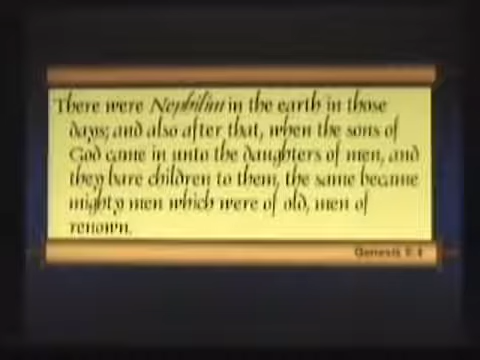 There were Nephilim in the earth in those
days; and also after that, when the sons of
God came in unto the daughters of men, and
they bare children to them, the same became
mighty men which were of old, men of
renown.
Genesis 6:4